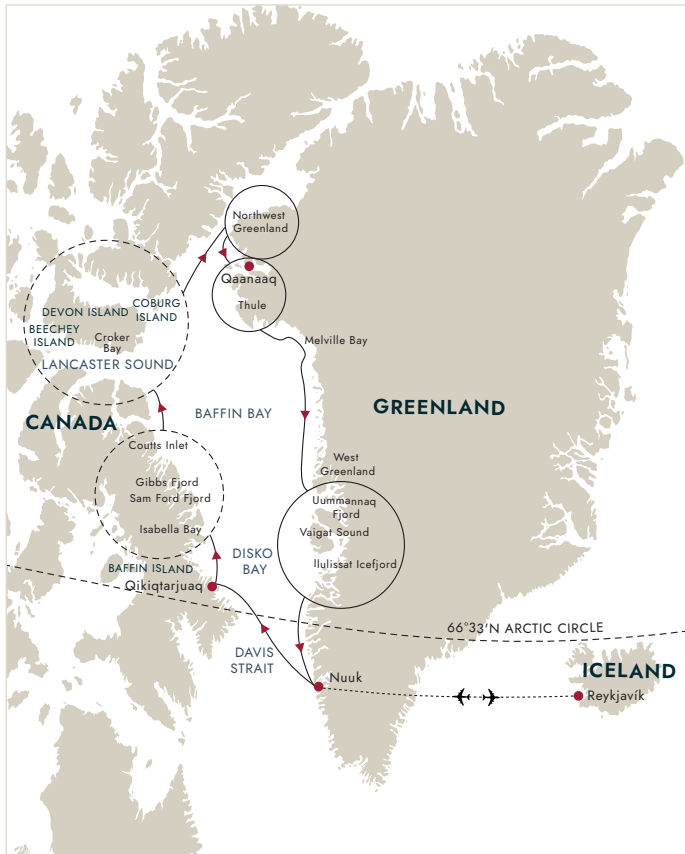 Northwest
Greenland
Qaanaaq
Thule
COBURG
ISLAND
DEVON ISLAND
BEECHEY
ISLAND
Croker
Bay
LANCASTER SOUND
Melville Bay
CANADA
BAFFIN BAY
GREENLAND
Coutts Inlet
West
Greenland
Gibbs Fjord
Sam Ford Fjord
Uummannaq
Fjord
Isabella Bay
Vaigat Sound
DISKO
BAY
Ilulissat Icefjord
BAFFIN ISLAND
Qikiqtarjuaq
66°33'N ARCTIC CIRCLE
DAVIS
STRAIT
Nuuk
ICELAND
Reykjavík